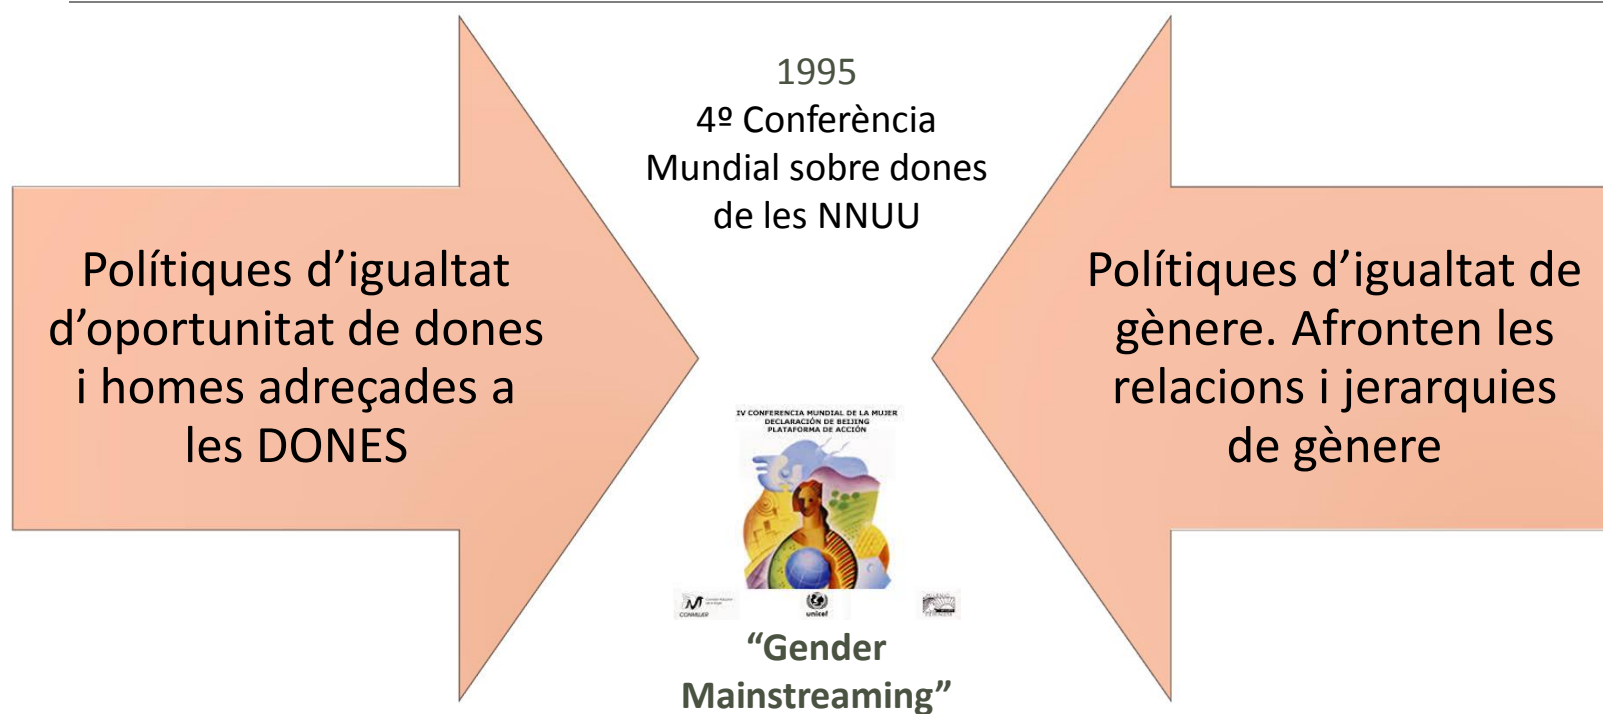 Polítiques d’igualtat
d’oportunitat de dones
i homes adreçades a
les DONES
1995
4º Conferència
Mundial sobre dones
de les NNUU
IV CONFERENCIA MUNDIAL DE LA MUJER
DECLARACIÓN DE BEIJING
PLATAFORMA DE ACCIÓN
CONMUJER
unicef
“Gender
Mainstreaming”
Polítiques d’igualtat de
gènere. Afronten les
relacions i jerarquies
de gènere